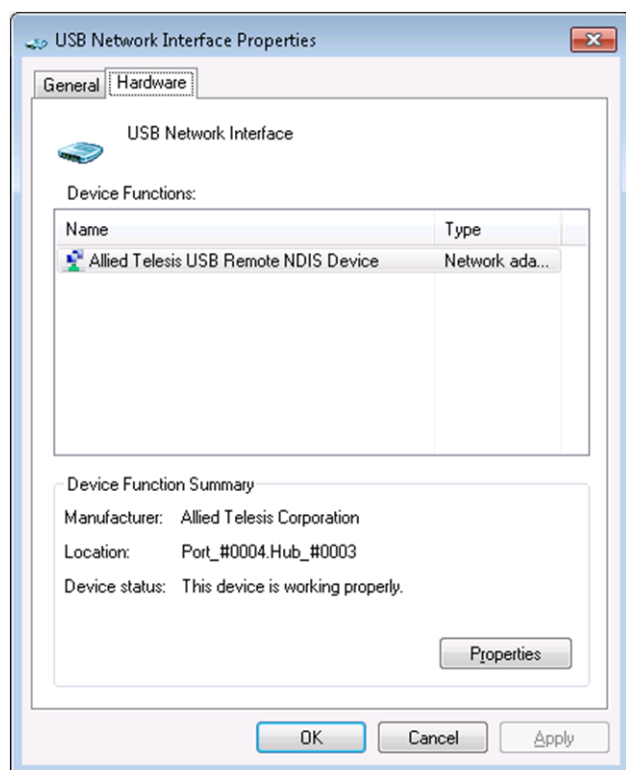 USB Network Interface Properties
General Hardware
USB Network Interface
Device Functions:
Name Type
Allied Telesis USB Remote NDIS Device Network ada...
Device Function Summary
Manufacturer: Allied Telesis Corporation
Location: Port_#0004.Hub_#0003
Device status: This device is working properly.
Properties
OK Cancel Apply